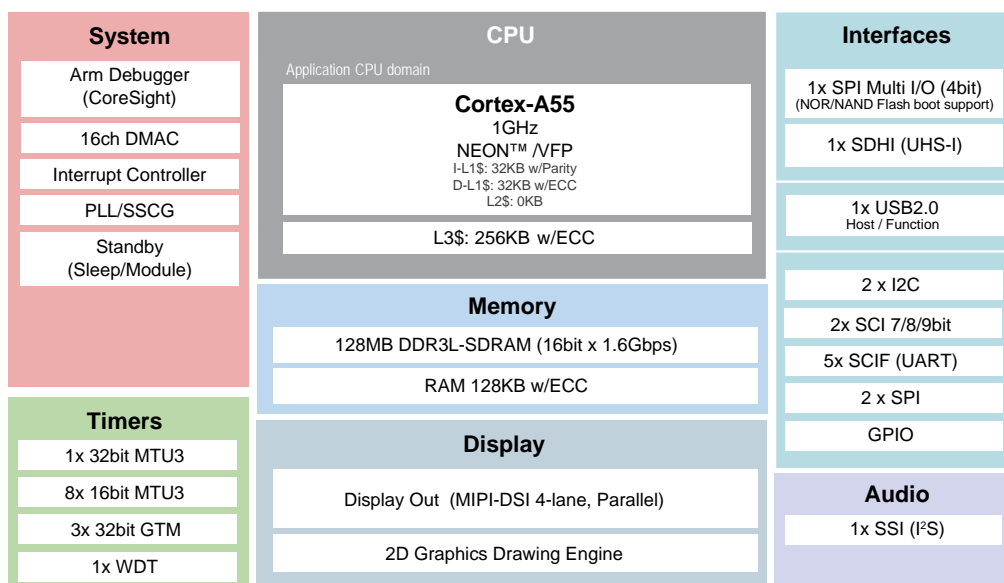 System
Arm Debugger
(CoreSight)
16ch DMAC
Interrupt Controller
PLL/SSCG
Standby
(Sleep/Module)
Timers
1x 32bit MTU3
8x 16bit MTU3
3x 32bit GTM
1x WDT
CPU
Application CPU domain
Cortex-A55
1GHz
NEON™ /VFP
I-L1$: 32KB w/Parity
D-L1$: 32KB w/ECC
L2$: 0KB
L3$: 256KB w/ECC
Memory
128MB DDR3L-SDRAM (16bit x 1.6Gbps)
RAM 128KB w/ECC
Display
Display Out (MIPI-DSI 4-lane, Parallel)
2D Graphics Drawing Engine
Interfaces
1x SPI Multi I/O (4bit)
(NOR/NAND Flash boot support)
1x SDHI (UHS-I)
1x USB2.0
Host / Function
2 x I2C
2x SCI 7/8/9bit
5x SCIF (UART)
2 x SPI
GPIO
Audio
1x SSI (I²S)